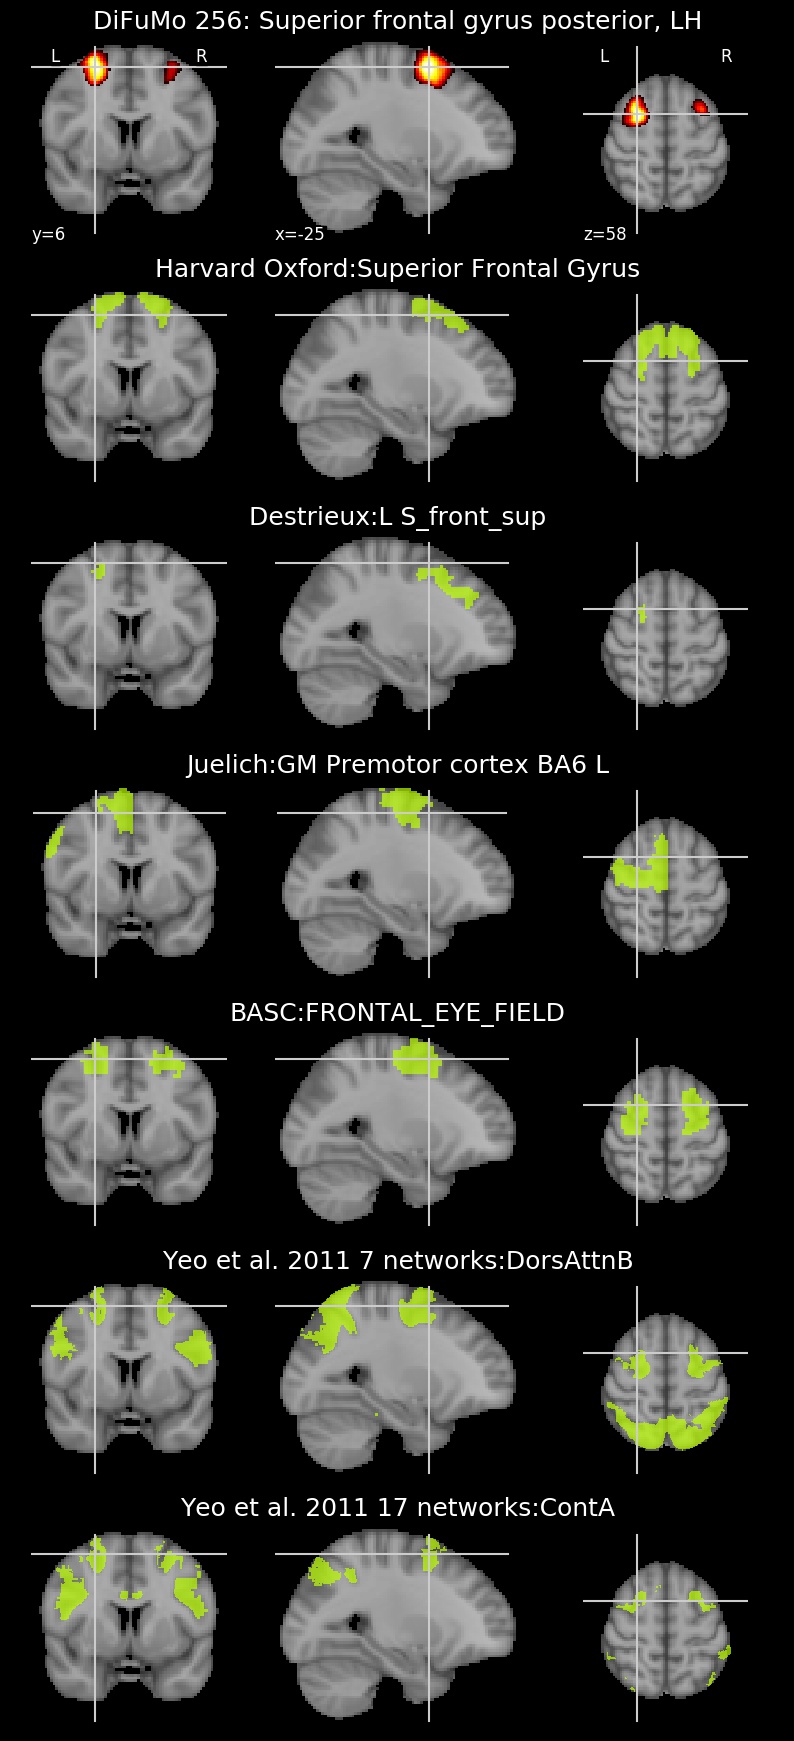 DiFuMo 256: Superior frontal gyrus posterior, LH
L R L R
y=6 x=-25 z=58
Harvard Oxford:Superior Frontal Gyrus
Destrieux:L S_front_sup
Juelich:GM Premotor cortex BA6 L
BASC:FRONTAL_EYE_FIELD
Yeo et al. 2011 7 networks:DorsAttnB
Yeo et al. 2011 17 networks:ContA